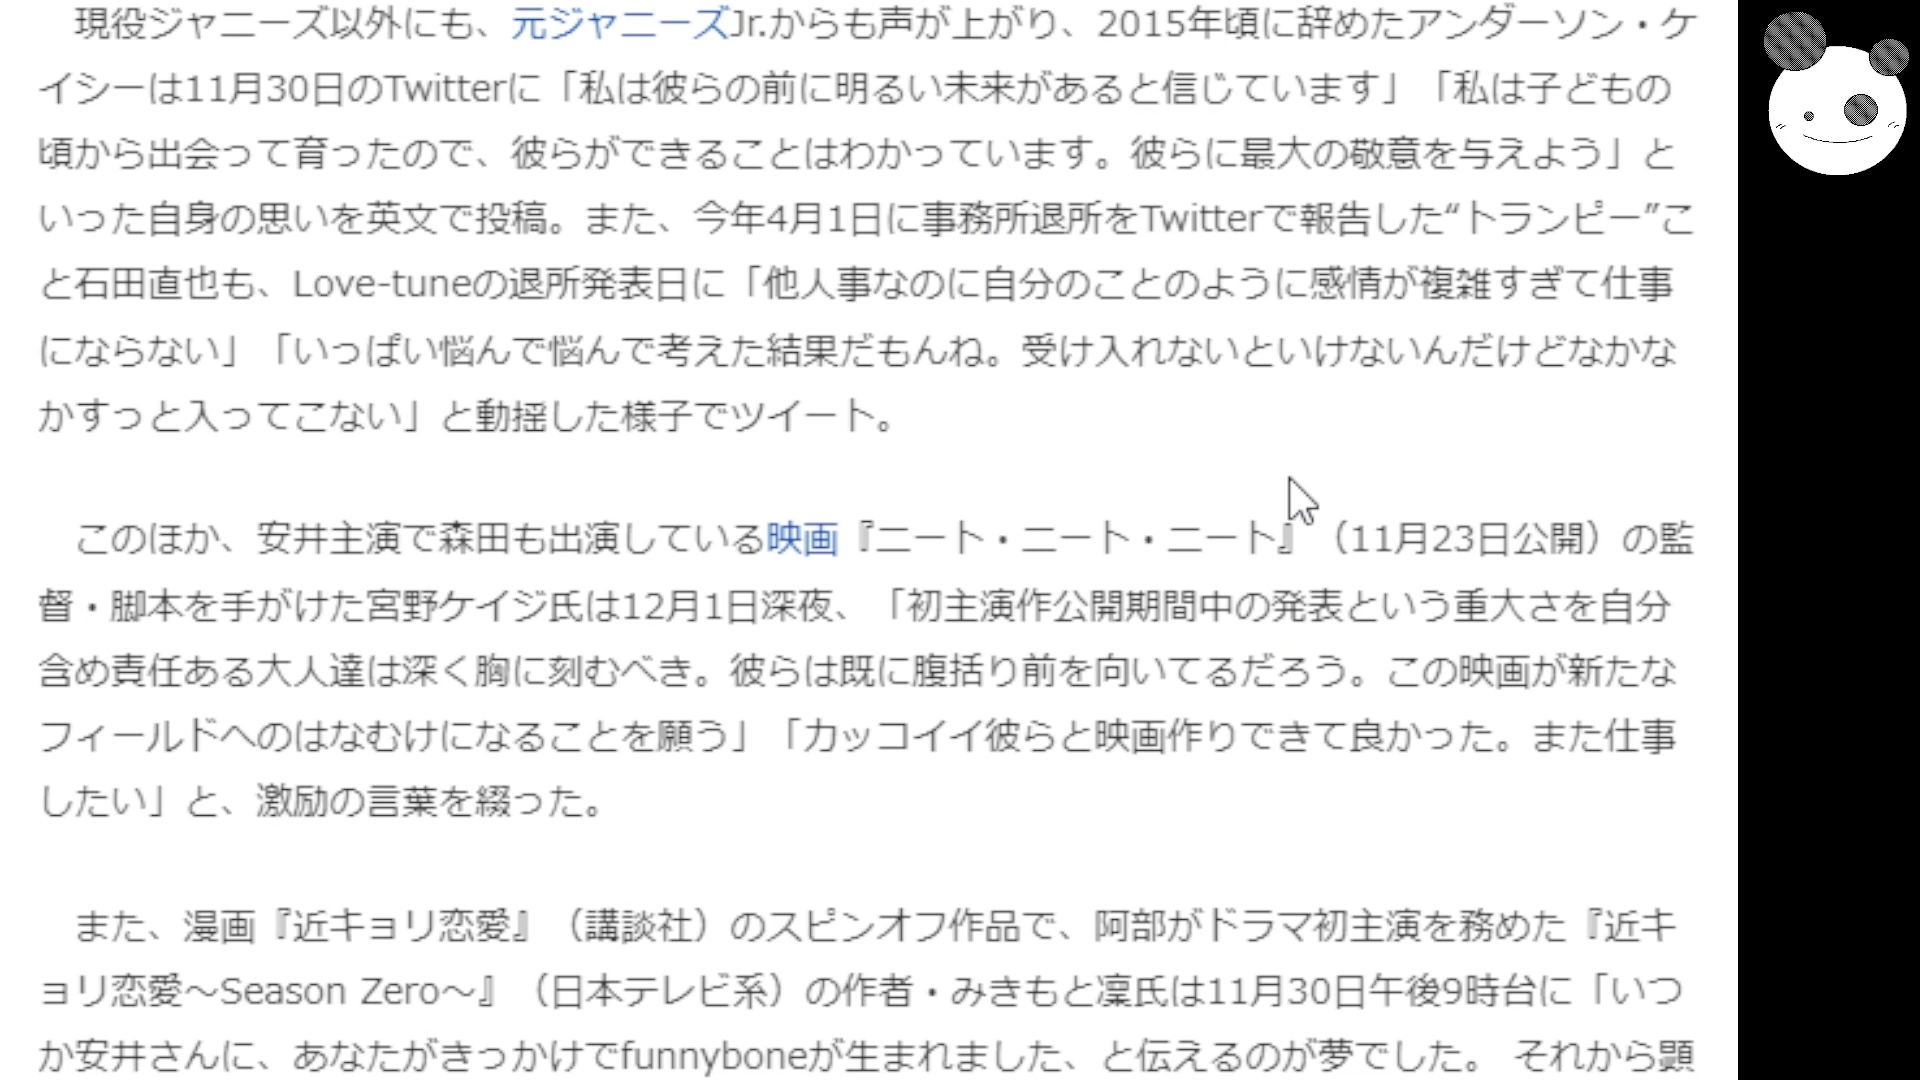 現役ジャニーズ以外にも、元ジャニーズJr.からも声が上がり、2015年頃に辞めたアンダーソン・ケ
イシーは11月30日のTwitterに「私は彼らの前に明るい未来があると信じています」「私は子どもの
頃から出会って育ったので、彼らができることはわかっています。彼らに最大の敬意を与えよう」と
いった自身の思いを英文で投稿。また、今年4月1日に事務所退所をTwitterで報告した“トランピー”こ
と石田直也も、Love-tuneの退所発表日に「他人事なのに自分のことのように感情が複雑すぎて仕事
にならない」「いっぱい悩んで悩んで考えた結果だもんね。受け入れないといけないんだけどなかな
かすっと入ってこない」と動揺した様子でツイート。
このほか、安井主演で森田も出演している映画『ニート・ニート・ニート』（11月23日公開）の監
督・脚本を手がけた宮野ケイジ氏は12月1日深夜、「初主演作公開期間中の発表という重大さを自分
含め責任ある大人達は深く胸に刻むべき。彼らは既に腹括り前を向いてるだろう。この映画が新たな
フィールドへのはなむけになることを願う」「カッコイイ彼らと映画作りできて良かった。また仕事
したい」と、激励の言葉を綴った。
また、漫画『近キョリ恋愛』（講談社）のスピンオフ作品で、阿部がドラマ初主演を務めた『近キ
ョリ恋愛～Season Zero～』（日本テレビ系）の作者・みきもと凜氏は11月30日午後9時台に「いつ
か安井さんに、あなたがきっかけでfunnyboneが生まれました、と伝えるのが夢でした。 それから顕